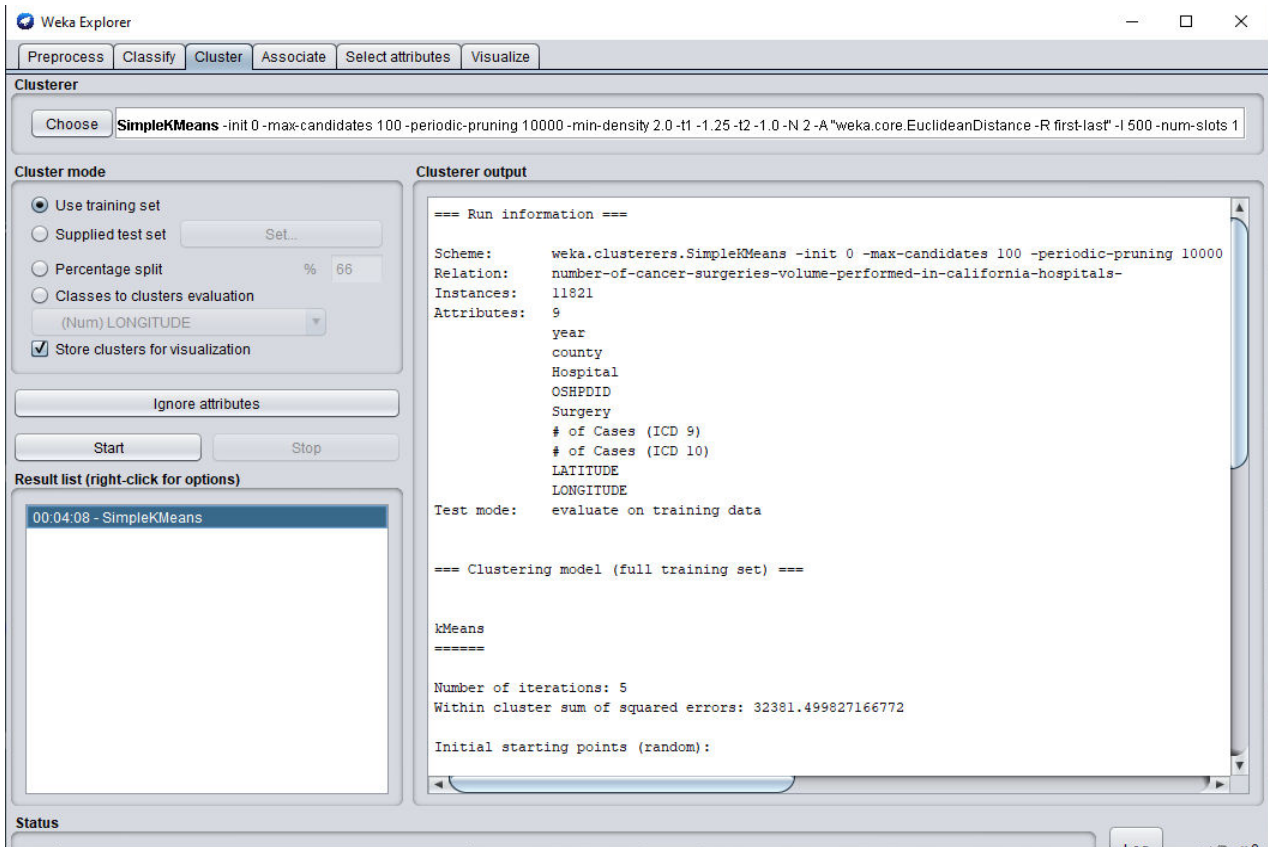 Weka Explorer
Preprocess Classify Cluster Associate Select attributes Visualize
Clusterer
Choose SimpleKMeans -init 0 -max-candidates 100 -periodic-pruning 10000 -min-density 2.0 -t1 -1.25 -t2 -1.0 -N 2 -A "weka.core.EuclideanDistance -R first-last" -I 500 -num-slots 1
Cluster mode
Use training set
Supplied test set Set...
Percentage split % 66
Classes to clusters evaluation
(Num) LONGITUDE
Store clusters for visualization
Ignore attributes
Start Stop
Result list (right-click for options)
00:04:08 - SimpleKMeans
Clusterer output
=== Run information ===
Scheme: weka.clusterers.SimpleKMeans -init 0 -max-candidates 100 -periodic-pruning 10000
Relation: number-of-cancer-surgeries-volume-performed-in-california-hospitals-
Instances: 11821
Attributes: 9
year
county
Hospital
OSHPDID
Surgery
# of Cases (ICD 9)
# of Cases (ICD 10)
LATITUDE
LONGITUDE
Test mode: evaluate on training data
=== Clustering model (full training set) ===
kMeans
======
Number of iterations: 5
Within cluster sum of squared errors: 32381.499827166772
Initial starting points (random):
Status